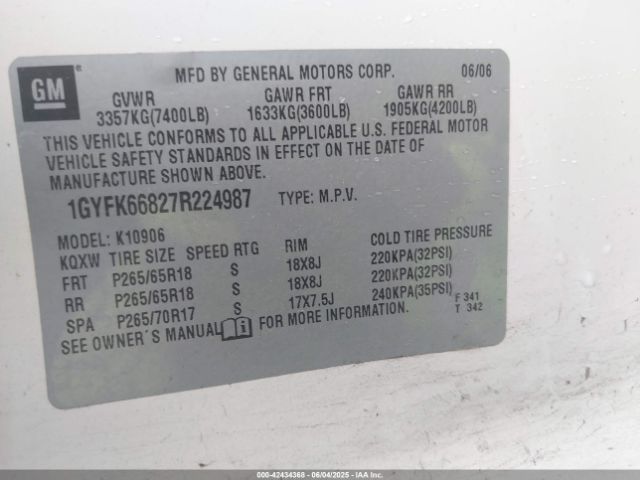 GM ®
MFD BY GENERAL MOTORS CORP. 06/06
GVWR GAWR FRT GAWR RR
3357KG(7400LB) 1633KG(3600LB) 1905KG(4200LB)
THIS VEHICLE CONFORMS TO ALL APPLICABLE U.S. FEDERAL MOTOR
VEHICLE SAFETY STANDARDS IN EFFECT ON THE DATE OF
MANUFACTURE SHOWN ABOVE.
1GYFK66827R224987 TYPE: M.P.V.
MODEL: K10906
KQXW TIRE SIZE SPEED RTG RIM COLD TIRE PRESSURE
FRT P265/65R18 S 18X8J 220KPA(32PSI)
RR P265/65R18 S 18X8J 220KPA(32PSI)
SPA P265/70R17 S 17X7.5J 240KPA(35PSI) F 341
SEE OWNER´S MANUAL i FOR MORE INFORMATION. T 342
000-42434368 - 06/04/2025 - IAAI.COM